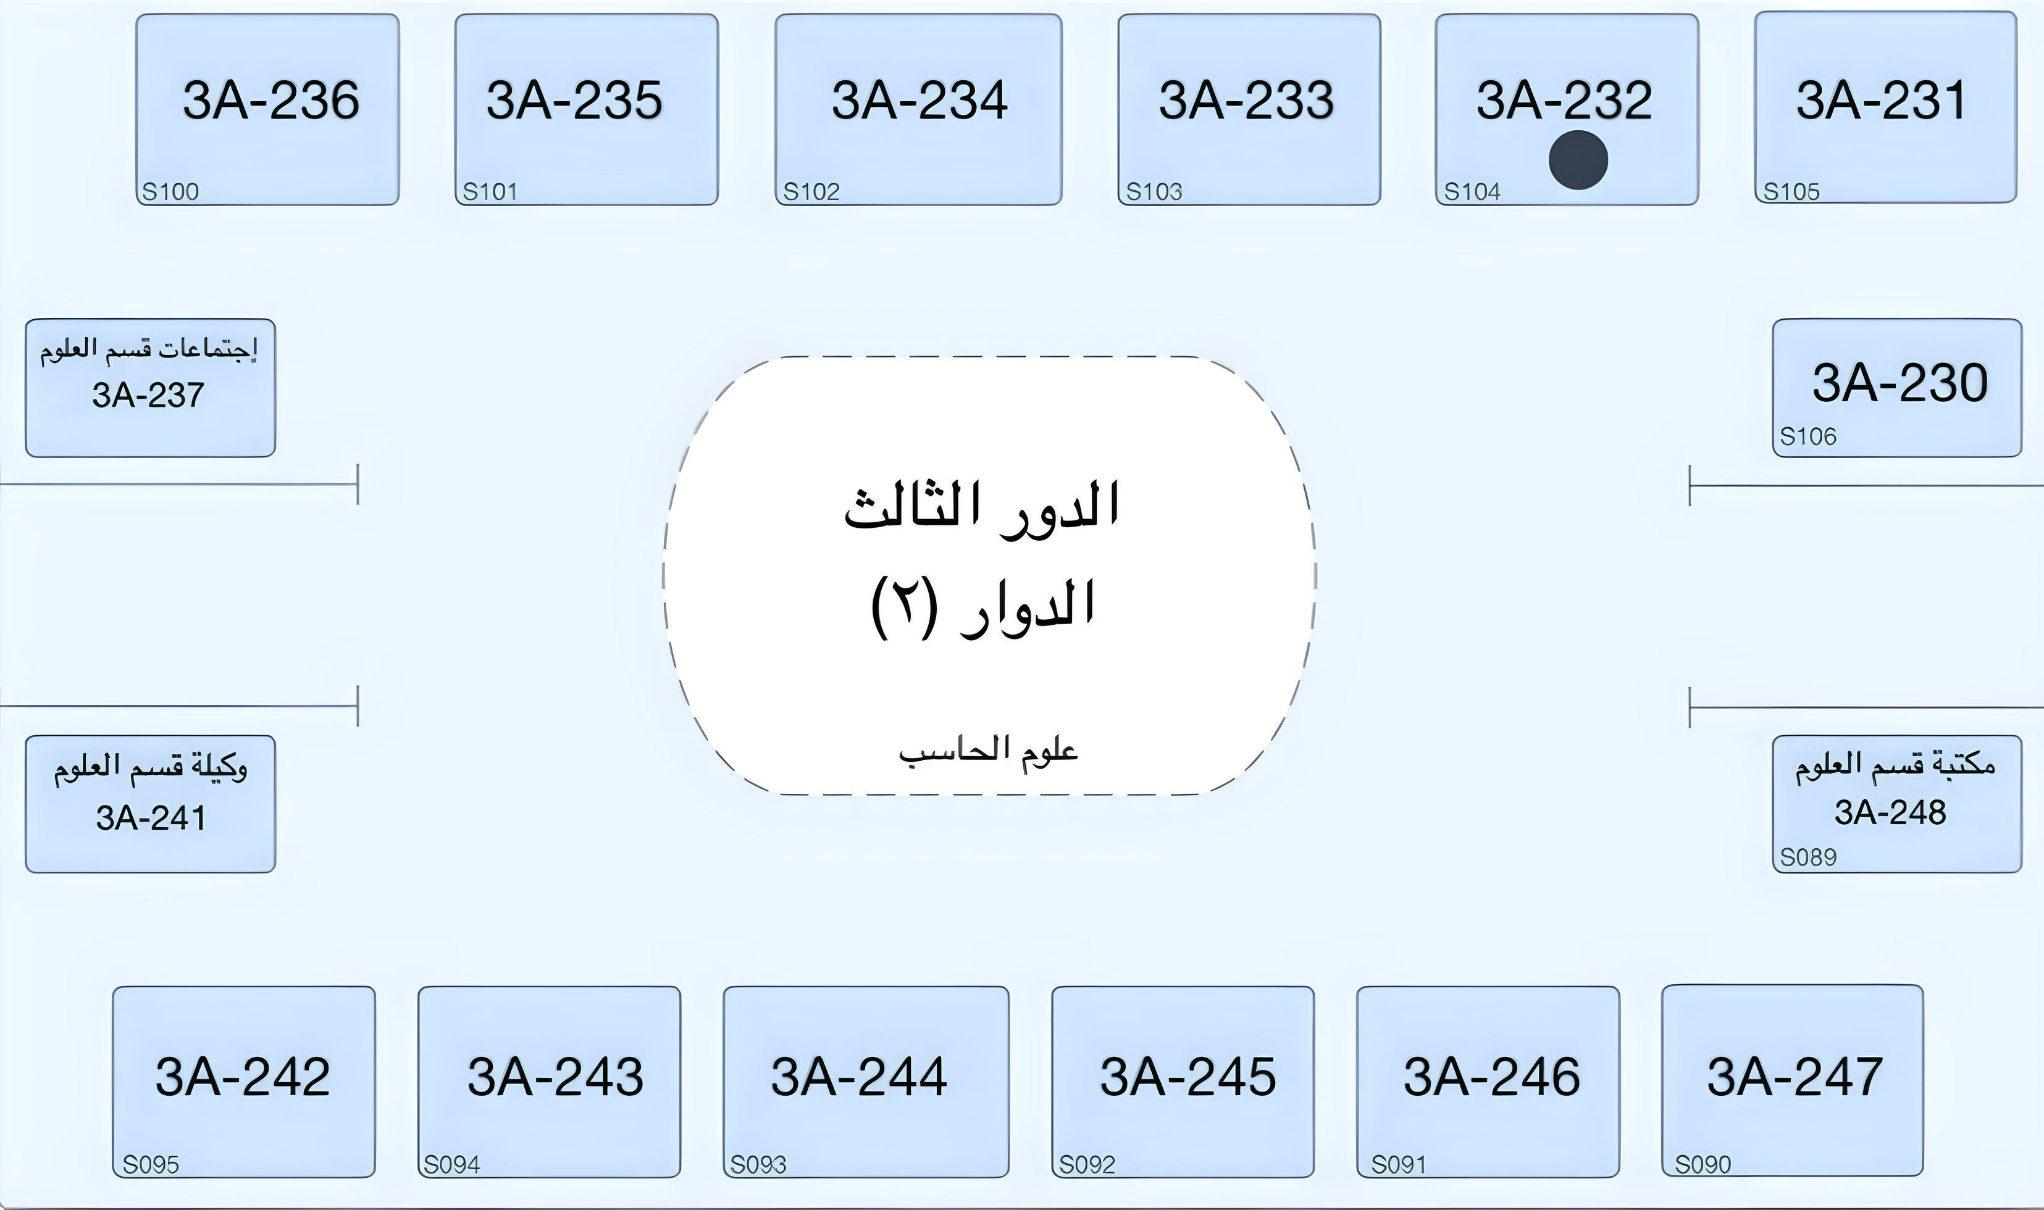 3A-236
S100
3A-235
S101
3A-234
S102
3A-233
S103
3A-232
S104
3A-231
S105
إجتماعات قسم العلوم
3A-237
3A-230
S106
الدور الثالث
الدوار (٢)
علوم الحاسب
وكيلة قسم العلوم
3A-241
مكتبة قسم العلوم
3A-248
S089
3A-242
S095
3A-243
S094
3A-244
S093
3A-245
S092
3A-246
S091
3A-247
S090